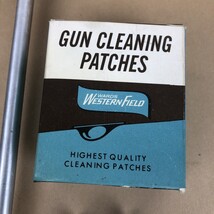 GUN CLEANING
PATCHES
WARDS
WESTERN FIELD
HIGHEST QUALITY
CLEANING PATCHES